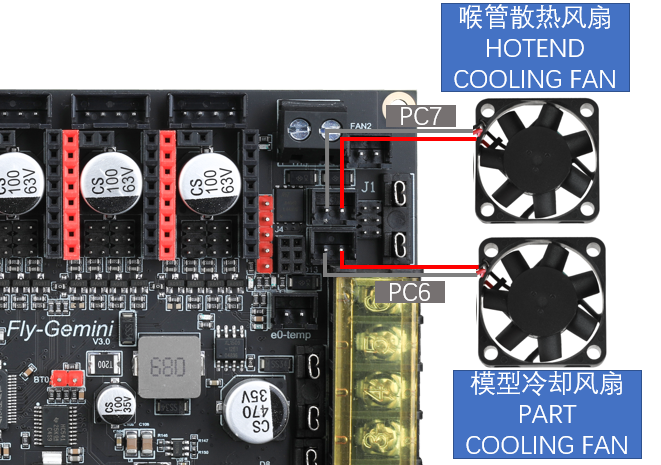 喉管散热风扇
HOTEND
COOLING FAN
PC7
FAN2
J1
CS
100
63V
CS
100
63V
CS
100
63V
J4
PC6
Fly-Gemini
V3.0
e0-temp
1200
680
BT0
CS
100
35V
CS
470
35V
模型冷却风扇
PART
COOLING FAN